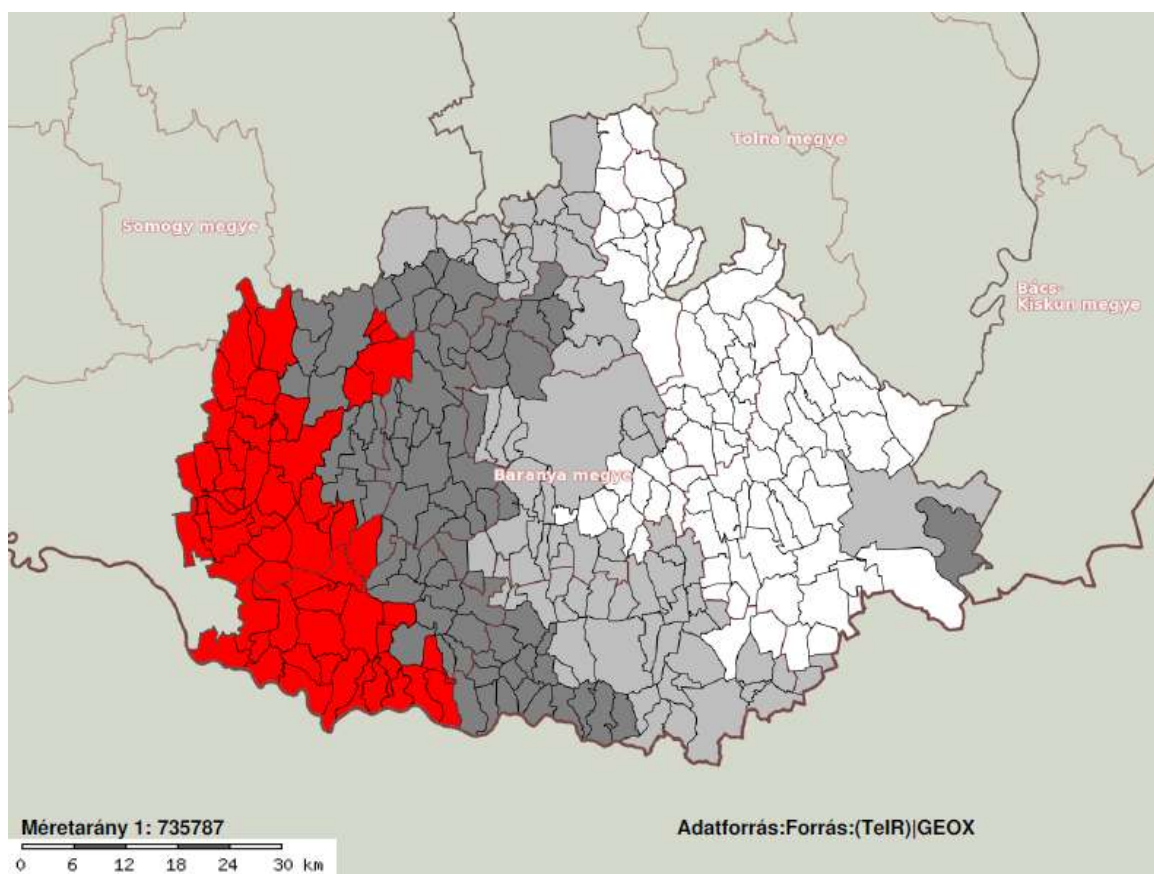 Tolna megye
Somogy megye
Bács-
Kiskun megye
Baranya megye
Méretarány 1: 735787
Adatforrás:Forrás:(TeIR)|GEOX
0 6 12 18 24 30 km